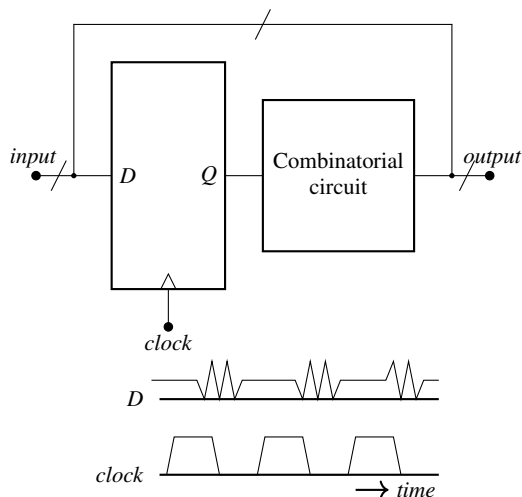 input
D
Q
Combinatorial
circuit
output
clock
D
clock
time